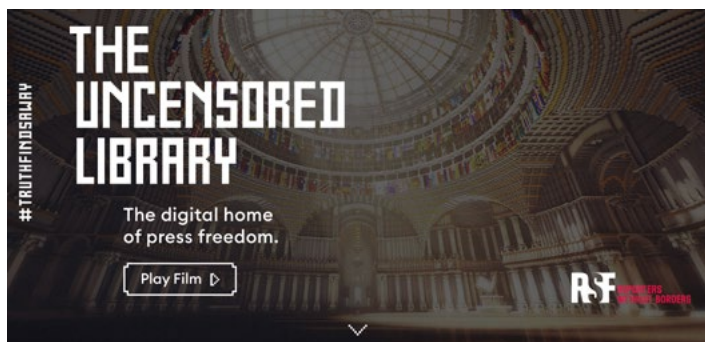 THE
UNCENSORED
LIBRARY
#TRUTHFINDSAWAY
The digital home
of press freedom.
Play Film
RSF REPORTERS
WITHOUT BORDERS